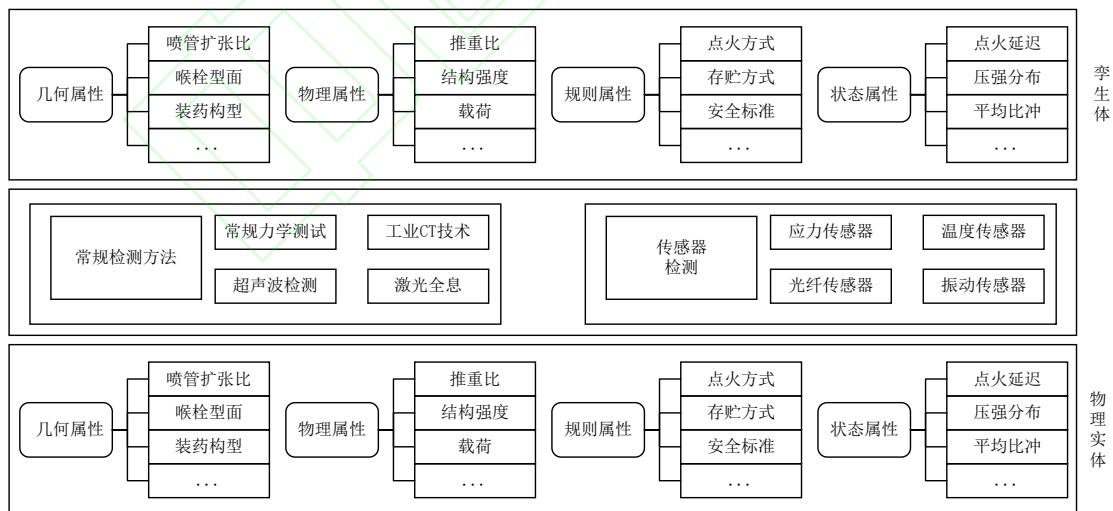 几何属性
喷管扩张比
喉栓型面
装药构型
...
物理属性
推重比
结构强度
载荷
...
规则属性
点火方式
存贮方式
安全标准
...
状态属性
点火延迟
压强分布
平均比冲
...
孪生体
常规检测方法
常规力学测试
工业CT技术
超声波检测
激光全息
传感器
检测
应力传感器
温度传感器
光纤传感器
振动传感器
几何属性
喷管扩张比
喉栓型面
装药构型
...
物理属性
推重比
结构强度
载荷
...
规则属性
点火方式
存贮方式
安全标准
...
状态属性
点火延迟
压强分布
平均比冲
...
物理实体